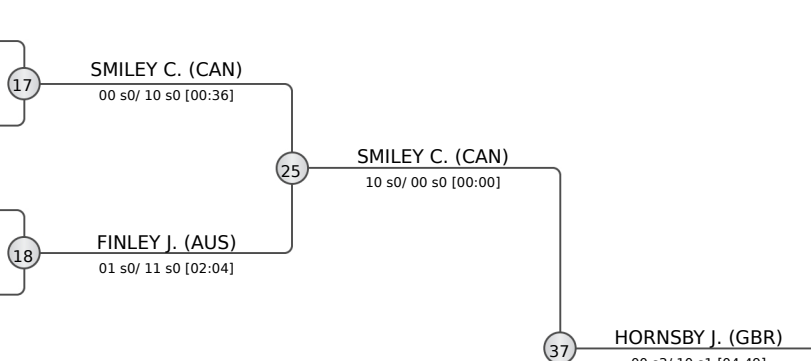 SMILEY C. (CAN)
17
00 s0/ 10 s0 [00:36]
SMILEY C. (CAN)
25
10 s0/ 00 s0 [00:00]
FINLEY J. (AUS)
18
01 s0/ 11 s0 [02:04]
HORNSBY J. (GBR)
37